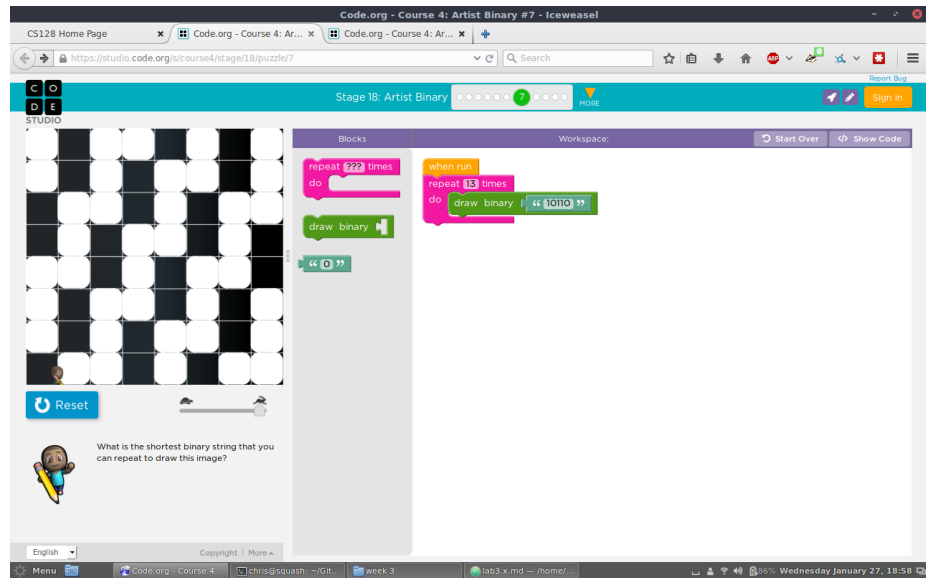 Code.org - Course 4: Artist Binary #7 - Iceweasel
CS128 Home Page
Code.org - Course 4: Ar...
Code.org - Course 4: Ar...
https://studio.code.org/s/course4/stage/18/puzzle/7
Search
ABP
Report Bug
C O
D E
STUDIO
Stage 18: Artist Binary
7
MORE
Sign in
Blocks
Workspace:
Start Over
Show Code
repeat ??? times
do
draw binary
“ 0 ”
when run
repeat 13 times
do draw binary “ 10110 ”
Reset
What is the shortest binary string that you
can repeat to draw this image?
English
Copyright | More
Menu
Code.org - Course 4...
chris@squash: ~/Git...
week 3
lab3.x.md — /home/...
86% Wednesday January 27, 18:58